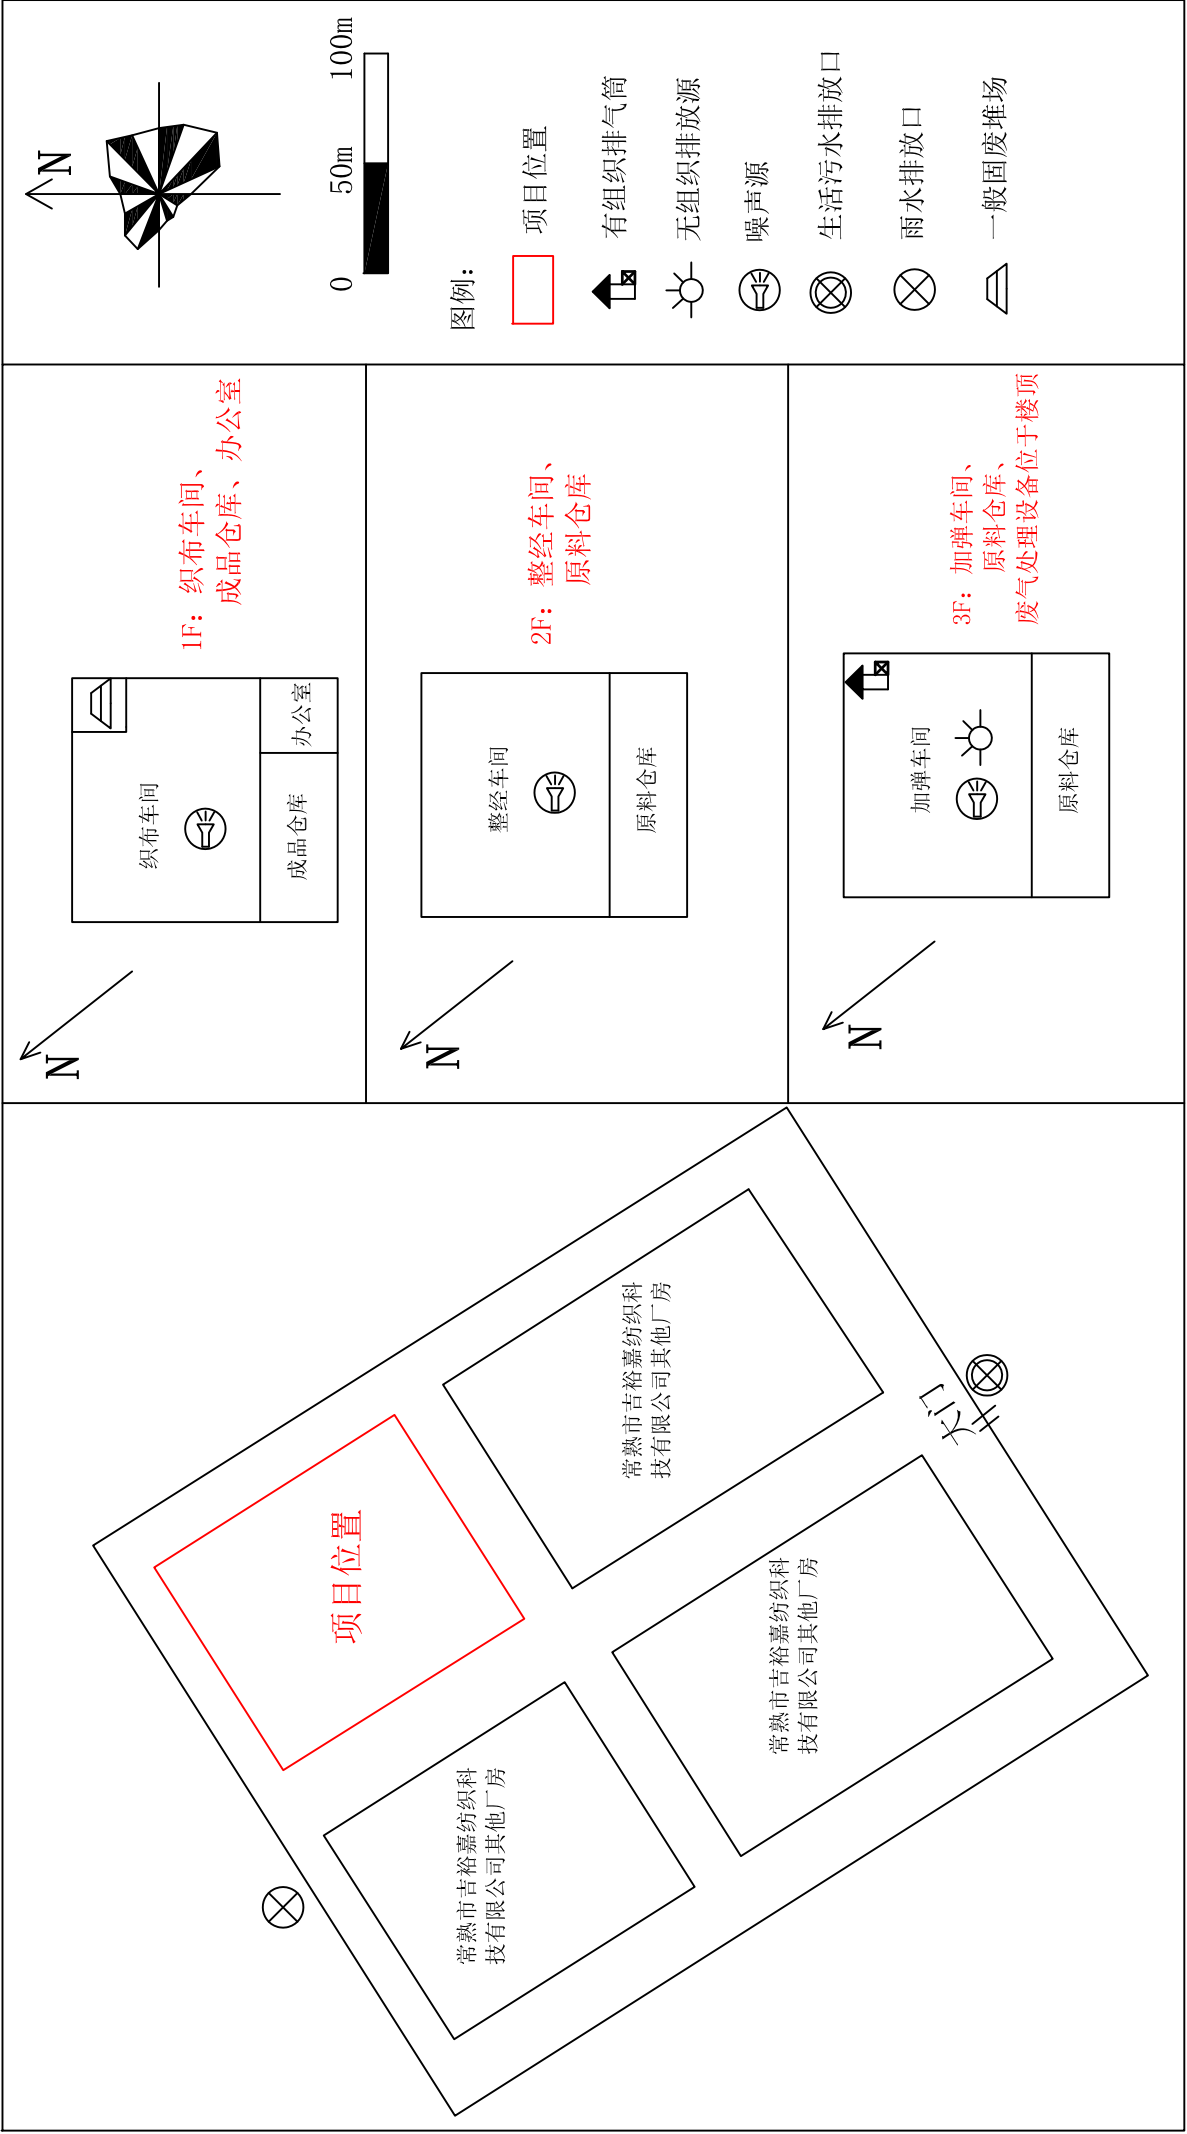 N
0 50m 100m
图例:
项目位置
有组织排气筒
无组织排放源
噪声源
生活污水排放口
雨水排放口
一般固废堆场
1F: 织布车间、
成品仓库、办公室
织布车间
成品仓库
办公室
N
2F: 整经车间、
原料仓库
整经车间
原料仓库
N
3F: 加弹车间、
原料仓库、
废气处理设备位于楼顶
加弹车间
原料仓库
N
项目位置
常熟市吉裕嘉纺织科
技有限公司其他厂房
常熟市吉裕嘉纺织科
技有限公司其他厂房
常熟市吉裕嘉纺织科
技有限公司其他厂房
大门